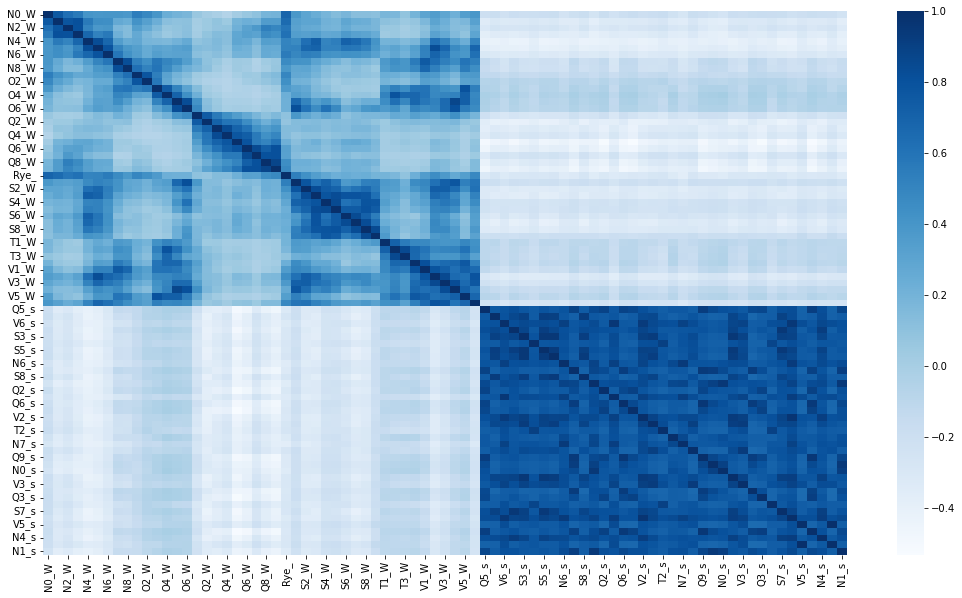 N0_W
N2_W
N4_W
N6_W
N8_W
O2_W
O4_W
O6_W
Q2_W
Q4_W
Q6_W
Q8_W
Rye_
S2_W
S4_W
S6_W
S8_W
T1_W
T3_W
V1_W
V3_W
V5_W
Q5_s
V6_s
S3_s
S5_s
N6_s
S8_s
Q2_s
Q6_s
V2_s
T2_s
N7_s
Q9_s
N0_s
V3_s
Q3_s
S7_s
V5_s
N4_s
N1_s
N0_W N2_W N4_W N6_W N8_W O2_W O4_W O6_W Q2_W Q4_W Q6_W Q8_W Rye_ S2_W S4_W S6_W S8_W T1_W T3_W V1_W V3_W V5_W Q5_s V6_s S3_s S5_s N6_s S8_s Q2_s Q6_s V2_s T2_s N7_s Q9_s N0_s V3_s Q3_s S7_s V5_s N4_s N1_s
1.0
0.8
0.6
0.4
0.2
0.0
−0.2
−0.4